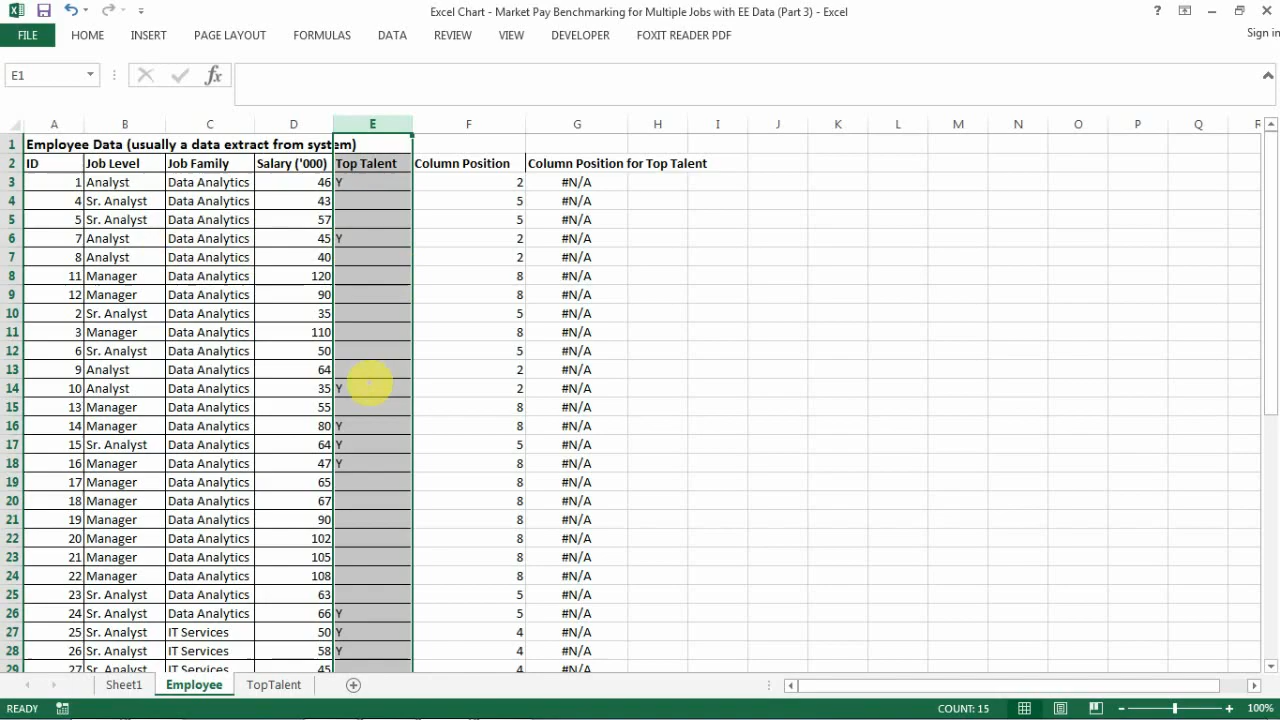 Excel Chart - Market Pay Benchmarking for Multiple Jobs with EE Data (Part 3) - Excel
FILE HOME INSERT PAGE LAYOUT FORMULAS DATA REVIEW VIEW DEVELOPER FOXIT READER PDF Sign in
E1 fx
A B C D E F G H I J K L M N O P Q R
1 Employee Data (usually a data extract from system)
2 ID Job Level Job Family Salary ('000) Top Talent Column Position Column Position for Top Talent
3 1 Analyst Data Analytics 46 Y 2 #N/A
4 4 Sr. Analyst Data Analytics 43 5 #N/A
5 5 Sr. Analyst Data Analytics 57 5 #N/A
6 7 Analyst Data Analytics 45 Y 2 #N/A
7 8 Analyst Data Analytics 40 2 #N/A
8 11 Manager Data Analytics 120 8 #N/A
9 12 Manager Data Analytics 90 8 #N/A
10 2 Sr. Analyst Data Analytics 35 5 #N/A
11 3 Manager Data Analytics 110 8 #N/A
12 6 Sr. Analyst Data Analytics 50 5 #N/A
13 9 Analyst Data Analytics 64 2 #N/A
14 10 Analyst Data Analytics 35 Y 2 #N/A
15 13 Manager Data Analytics 55 8 #N/A
16 14 Manager Data Analytics 80 Y 8 #N/A
17 15 Sr. Analyst Data Analytics 64 Y 5 #N/A
18 16 Manager Data Analytics 47 Y 8 #N/A
19 17 Manager Data Analytics 65 8 #N/A
20 18 Manager Data Analytics 67 8 #N/A
21 19 Manager Data Analytics 90 8 #N/A
22 20 Manager Data Analytics 102 8 #N/A
23 21 Manager Data Analytics 105 8 #N/A
24 22 Manager Data Analytics 108 8 #N/A
25 23 Sr. Analyst Data Analytics 63 5 #N/A
26 24 Sr. Analyst Data Analytics 66 Y 5 #N/A
27 25 Sr. Analyst IT Services 50 Y 4 #N/A
28 26 Sr. Analyst IT Services 58 Y 4 #N/A
29 27 Sr. Analyst IT Services 45 4 #N/A
Sheet1 Employee TopTalent
READY COUNT: 15 100%